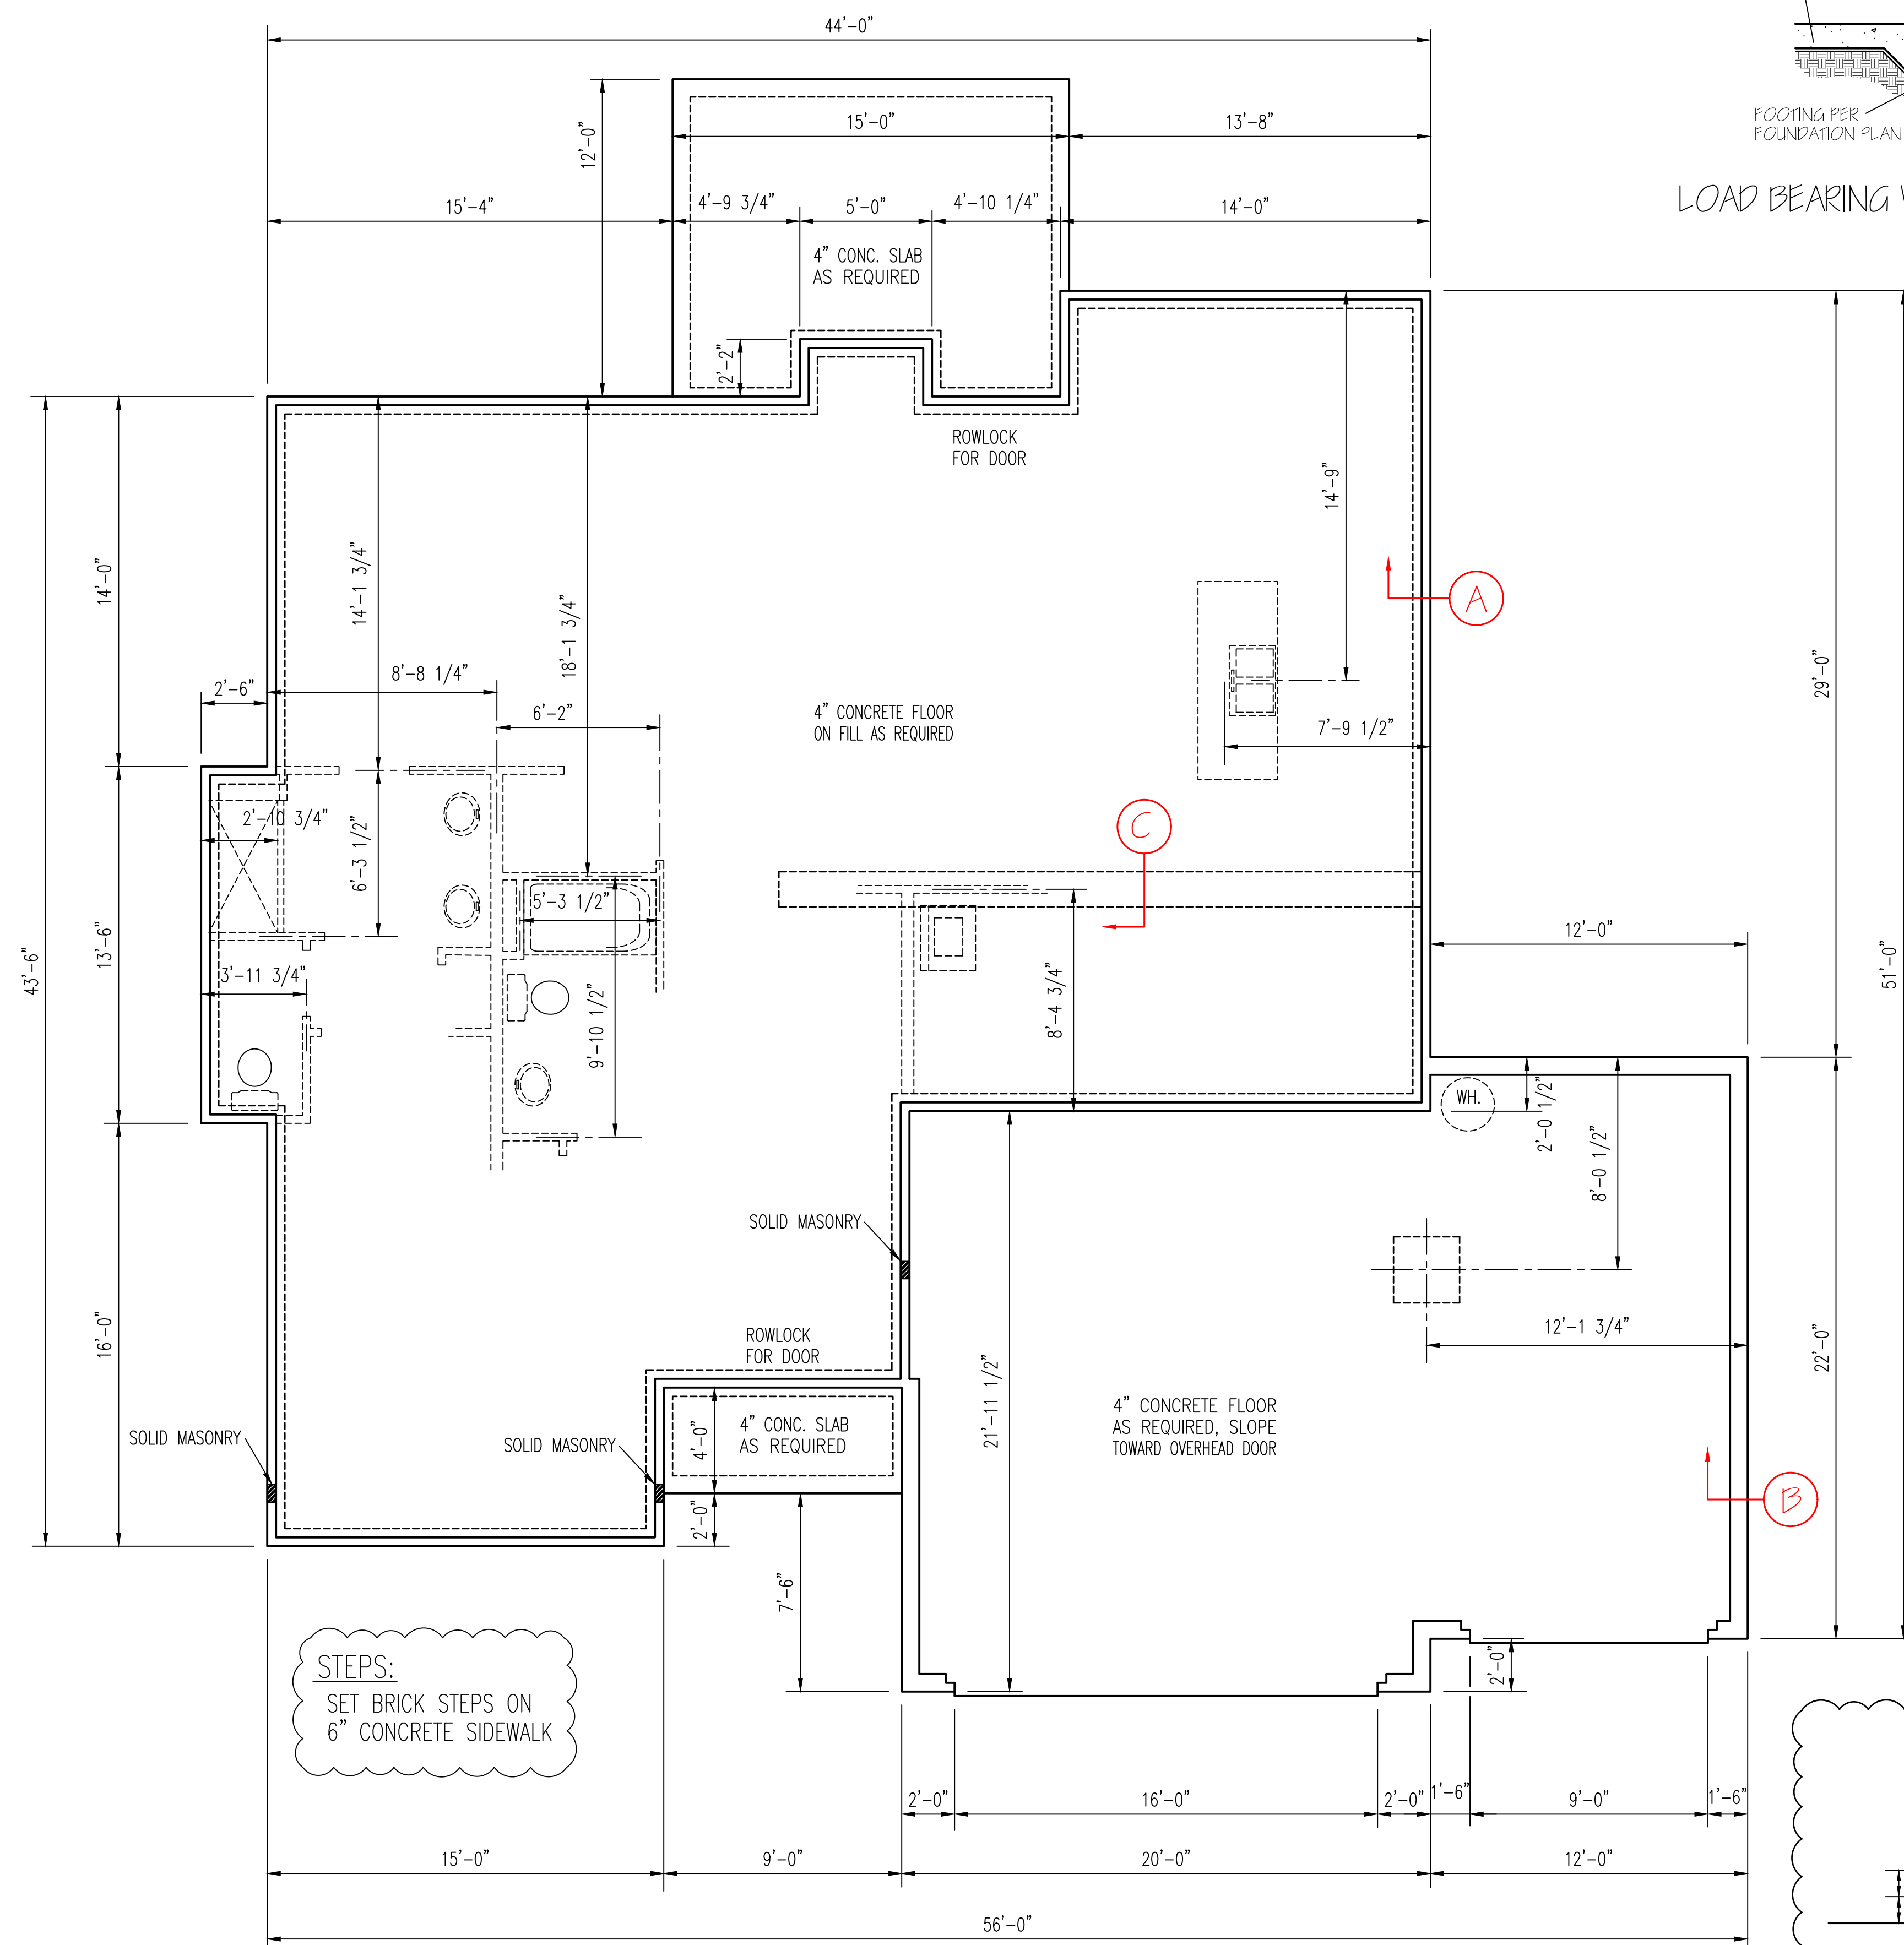 44'-0"
12'-0"
15'-0"
13'-8"
FOOTING PER
FOUNDATION PLAN
LOAD BEARING
15'-4"
4'-9 3/4"
5'-0"
4'-10 1/4"
14'-0"
4" CONC. SLAB
AS REQUIRED
2'-2"
ROWLOCK
FOR DOOR
14'-9"
14'-0"
14'-1 3/4"
18'-1 3/4"
A
29'-0"
2'-6"
8'-8 1/4"
6'-2"
4" CONCRETE FLOOR
ON FILL AS REQUIRED
7'-9 1/2"
2'-10 3/4"
6'-3 1/2"
C
5'-3 1/2"
12'-0"
43'-6"
13'-6"
3'-11 3/4"
9'-10 1/2"
8'-4 3/4"
51'-0"
WH.
2'-0 1/2"
8'-0 1/2"
SOLID MASONRY
16'-0"
ROWLOCK
FOR DOOR
12'-1 3/4"
22'-0"
21'-11 1/2"
4" CONCRETE FLOOR
AS REQUIRED, SLOPE
TOWARD OVERHEAD DOOR
SOLID MASONRY
SOLID MASONRY
4'-0"
4" CONC. SLAB
AS REQUIRED
B
2'-0"
7'-6"
2'-0"
STEPS:
SET BRICK STEPS ON
6" CONCRETE SIDEWALK
2'-0"
16'-0"
2'-0"
1'-6"
9'-0"
1'-6"
15'-0"
9'-0"
20'-0"
12'-0"
56'-0"